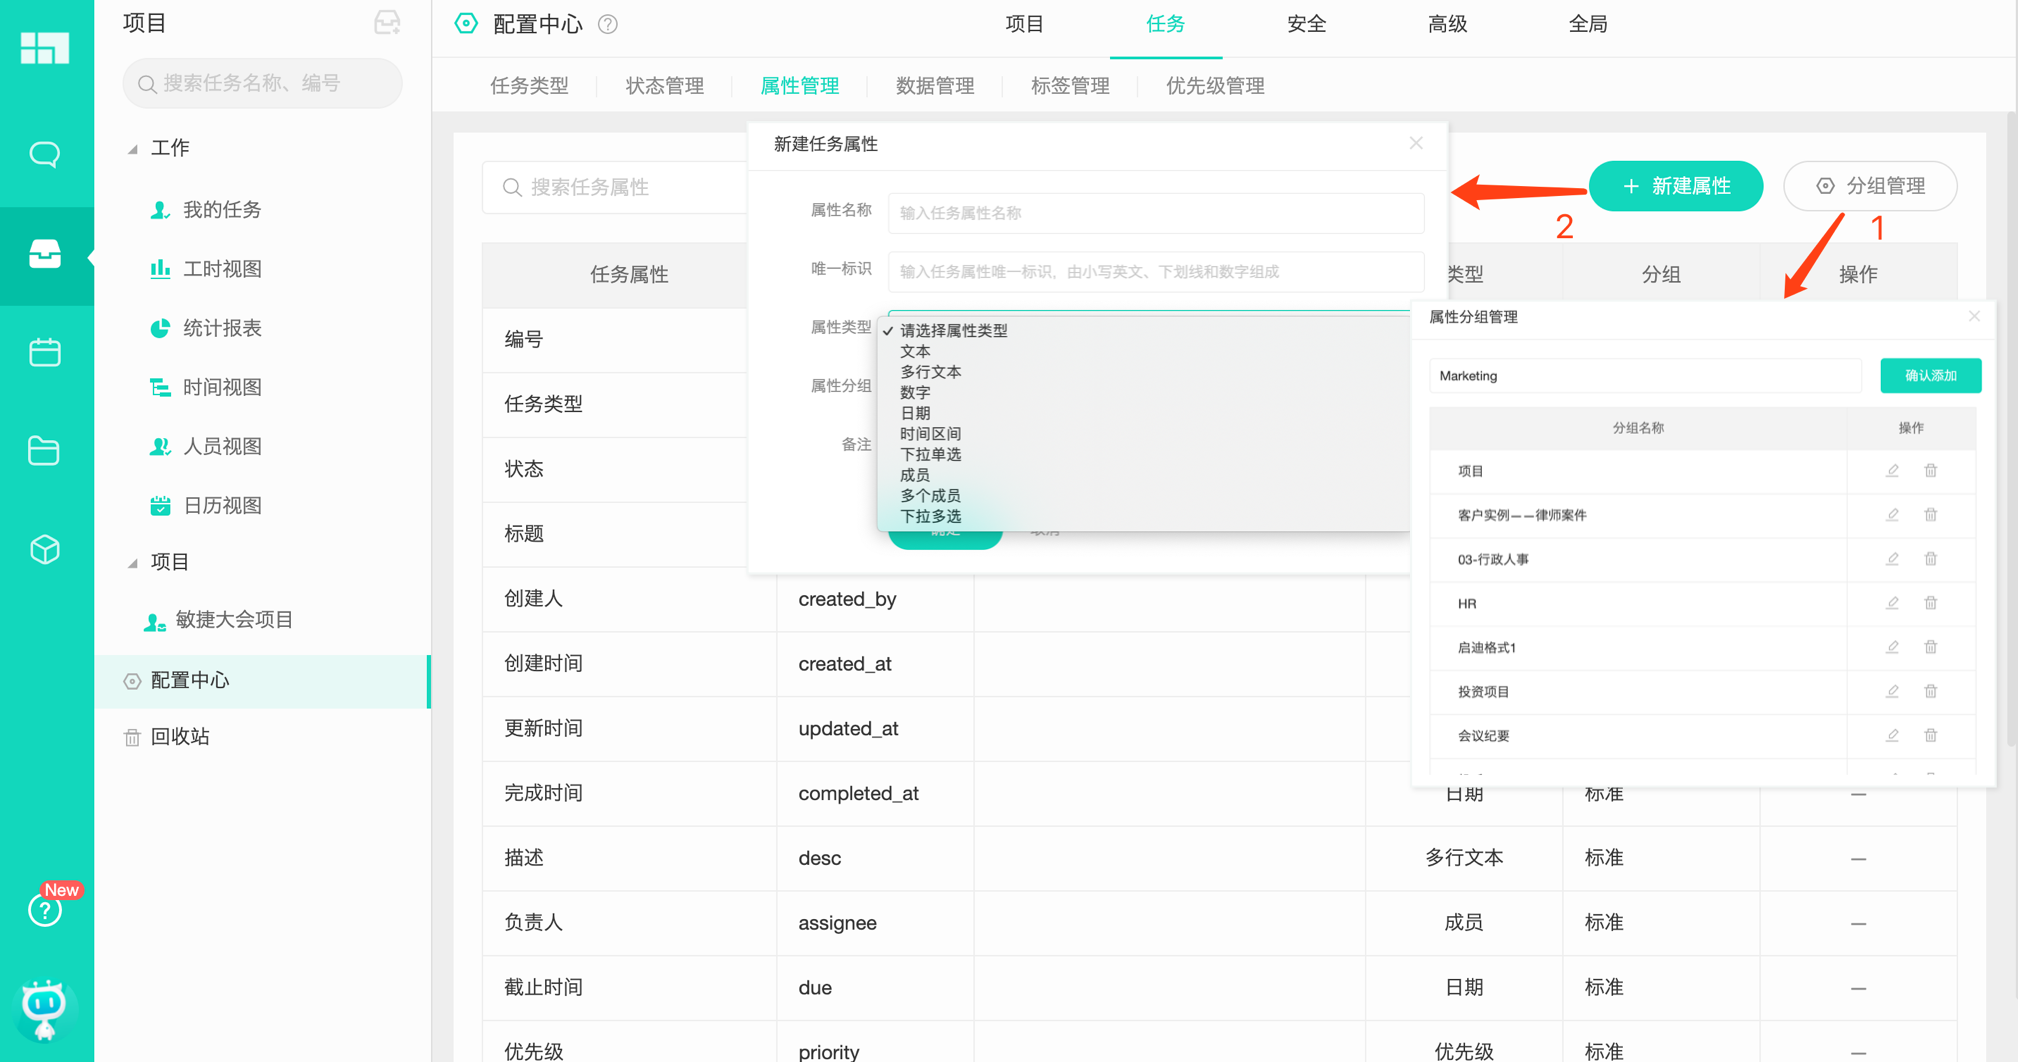 项目
搜索任务名称、编号
工作
我的任务
工时视图
统计报表
时间视图
人员视图
日历视图
项目
敏捷大会项目
配置中心
回收站
New
配置中心
项目
任务
安全
高级
全局
任务类型
状态管理
属性管理
数据管理
标签管理
优先级管理
搜索任务属性
新建属性
分组管理
2
1
任务属性
类型
分组
操作
编号
任务类型
状态
标题
创建人 created_by
创建时间 created_at
更新时间 updated_at
完成时间 completed_at 日期 标准 —
描述 desc 多行文本 标准 —
负责人 assignee 成员 标准 —
截止时间 due 日期 标准 —
优先级 priority 优先级 标准 —
新建任务属性
属性名称 输入任务属性名称
唯一标识 输入任务属性唯一标识，由小写英文、下划线和数字组成
属性类型
属性分组
备注
请选择属性类型
文本
多行文本
数字
日期
时间区间
下拉单选
成员
多个成员
下拉多选
确定 取消
属性分组管理
Marketing 确认添加
分组名称 操作
项目
客户实例——律师案件
03-行政人事
HR
启迪格式1
投资项目
会议纪要